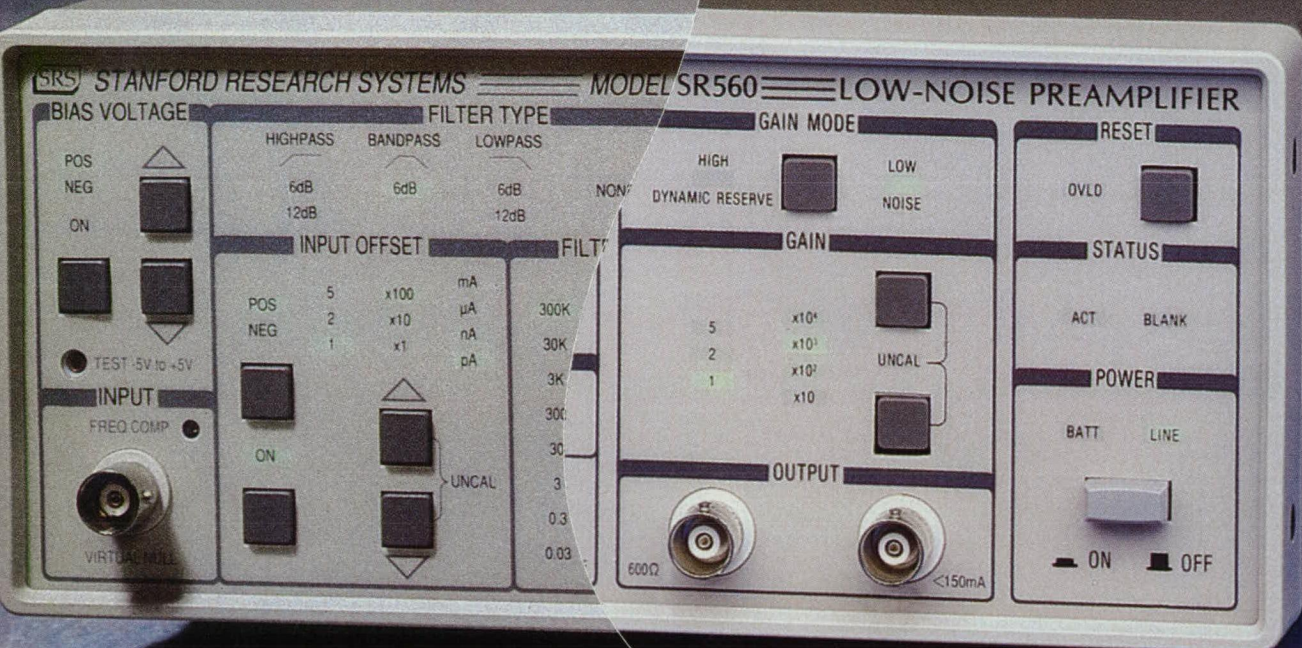 SRS STANFORD RESEARCH SYSTEMS MODEL SR560 LOW-NOISE PREAMPLIFIER
BIAS VOLTAGE
POS
NEG
ON
TEST -5V to +5V
INPUT
FREQ COMP
VIRTUAL NULL
FILTER TYPE
HIGHPASS BANDPASS LOWPASS
6dB 6dB 6dB
12dB 12dB
INPUT OFFSET
POS
NEG
ON
5 x100 mA
2 x10 μA
1 x1 nA
pA
UNCAL
300K
30K
3K
300
30
3
0.3
0.03
GAIN MODE
HIGH
DYNAMIC RESERVE
LOW
NOISE
GAIN
5 x10⁴
2 x10³
1 x10²
x10
UNCAL
OUTPUT
600Ω
<150mA
RESET
OVLD
STATUS
ACT BLANK
POWER
BATT LINE
ON OFF